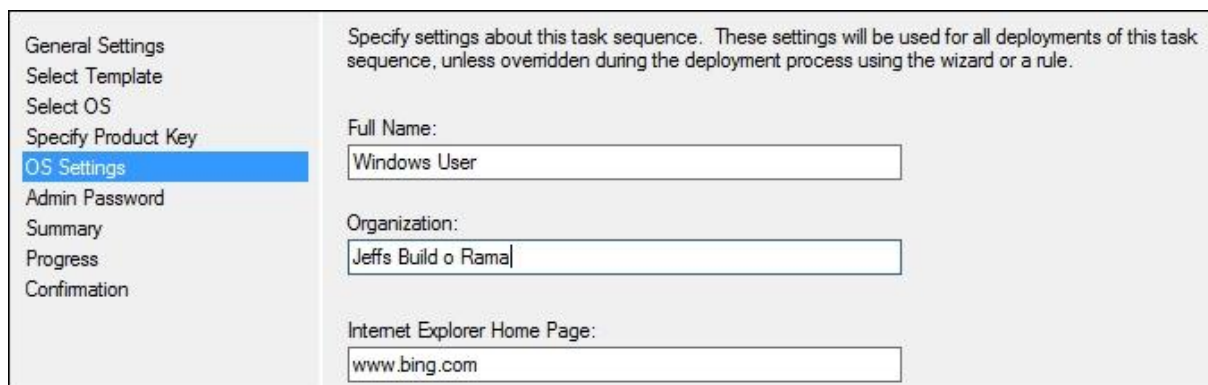 General Settings
Select Template
Select OS
Specify Product Key
OS Settings
Admin Password
Summary
Progress
Confirmation
Specify settings about this task sequence.  These settings will be used for all deployments of this task
sequence, unless overridden during the deployment process using the wizard or a rule.
Full Name:
Windows User
Organization:
Jeffs Build o Rama
Internet Explorer Home Page:
www.bing.com